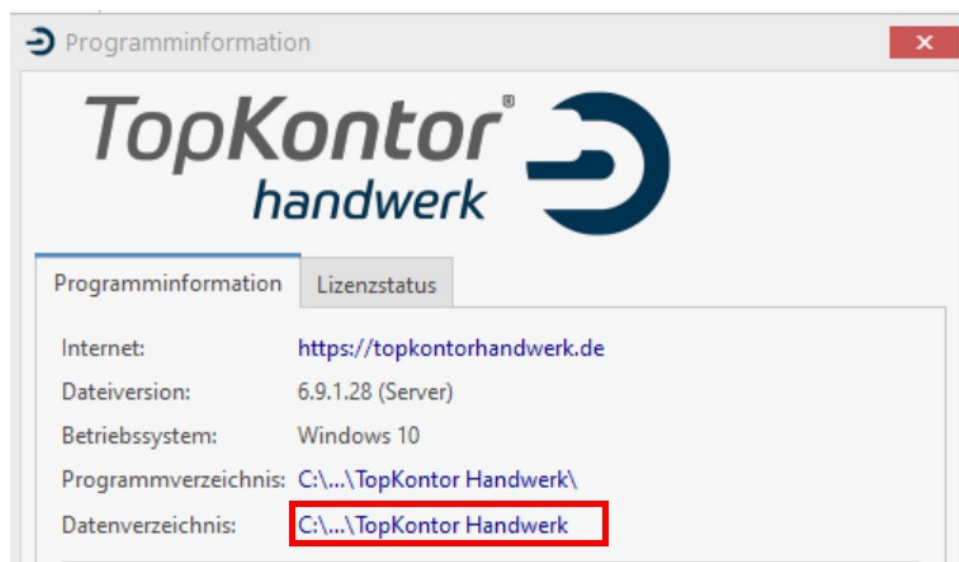 Programminformation
TopKontor®
handwerk
Programminformation Lizenzstatus
Internet: https://topkontorhandwerk.de
Dateiversion: 6.9.1.28 (Server)
Betriebssystem: Windows 10
Programmverzeichnis: C:\...\TopKontor Handwerk\
Datenverzeichnis: C:\...\TopKontor Handwerk